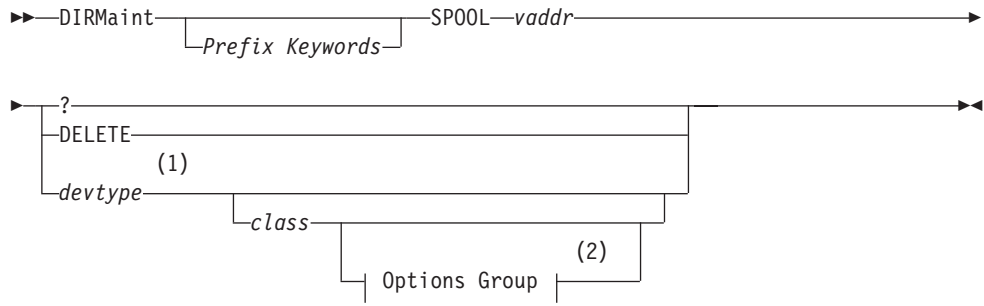 DIRMaint SPOOL vaddr
Prefix Keywords
?
DELETE
(1)
devtype
class
(2)
Options Group